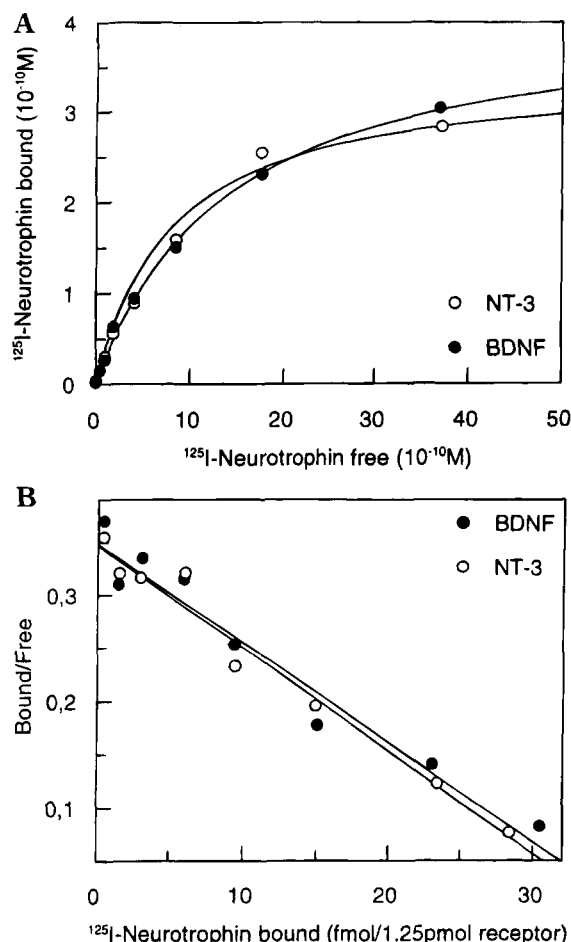 A
¹²⁵I-Neurotrophin bound (10⁻¹⁰M)
4
3
2
1
0
NT-3
BDNF
0 10 20 30 40 50
¹²⁵I-Neurotrophin free (10⁻¹⁰M)
B
Bound/Free
BDNF
NT-3
0,3
0,2
0,1
0 10 20 30
¹²⁵I-Neurotrophin bound (fmol/1.25pmol receptor)